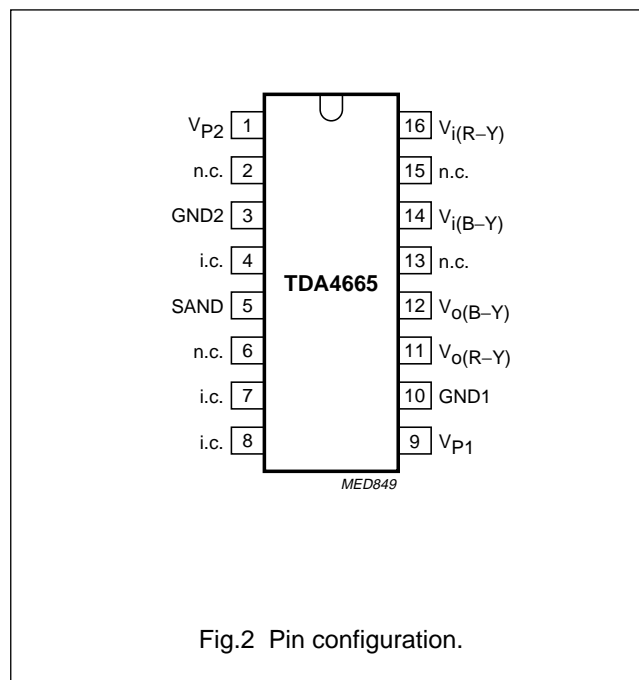 VP2 1
n.c. 2
GND2 3
i.c. 4
SAND 5
n.c. 6
i.c. 7
i.c. 8
TDA4665
16 Vi(R–Y)
15 n.c.
14 Vi(B–Y)
13 n.c.
12 Vo(B–Y)
11 Vo(R–Y)
10 GND1
9 VP1
MED849
Fig.2 Pin configuration.